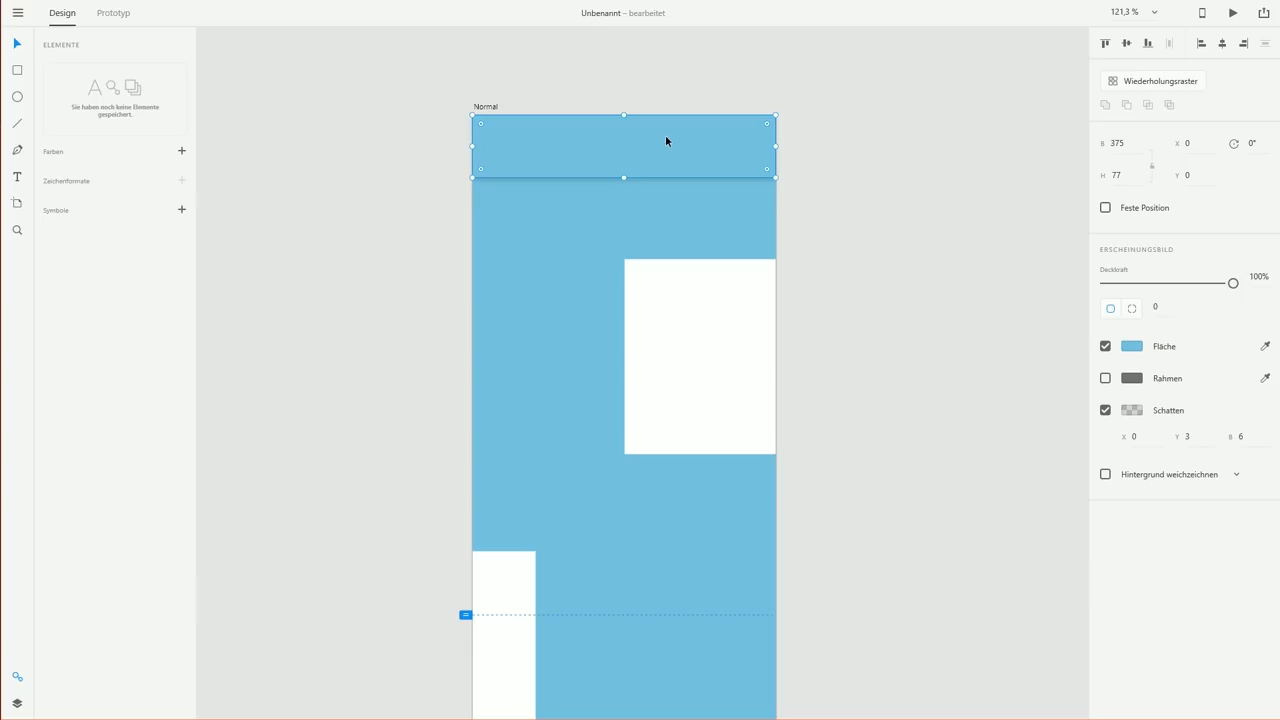 Design
Prototyp
Unbenannt – bearbeitet
121,3 %
ELEMENTE
Sie haben noch keine Elemente
gespeichert.
Farben
Zeichenformate
Symbole
Normal
Wiederholungsraster
B 375 X 0 0°
H 77 Y 0
Feste Position
ERSCHEINUNGSBILD
Deckkraft
100%
0
Fläche
Rahmen
Schatten
X 0 Y 3 B 6
Hintergrund weichzeichnen